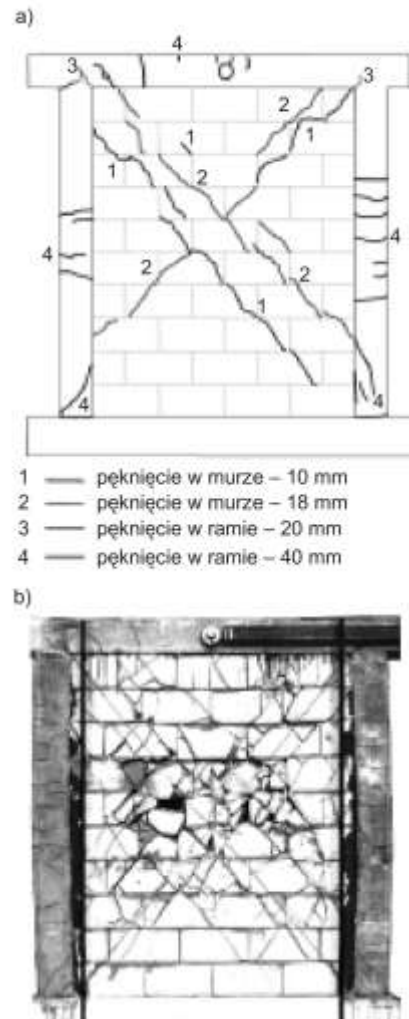 a)
4
3
3
2
1
1
1
2
4
4
2
2
1
4
4
1 pęknięcie w murze – 10 mm
2 pęknięcie w murze – 18 mm
3 pęknięcie w ramie – 20 mm
4 pęknięcie w ramie – 40 mm
b)